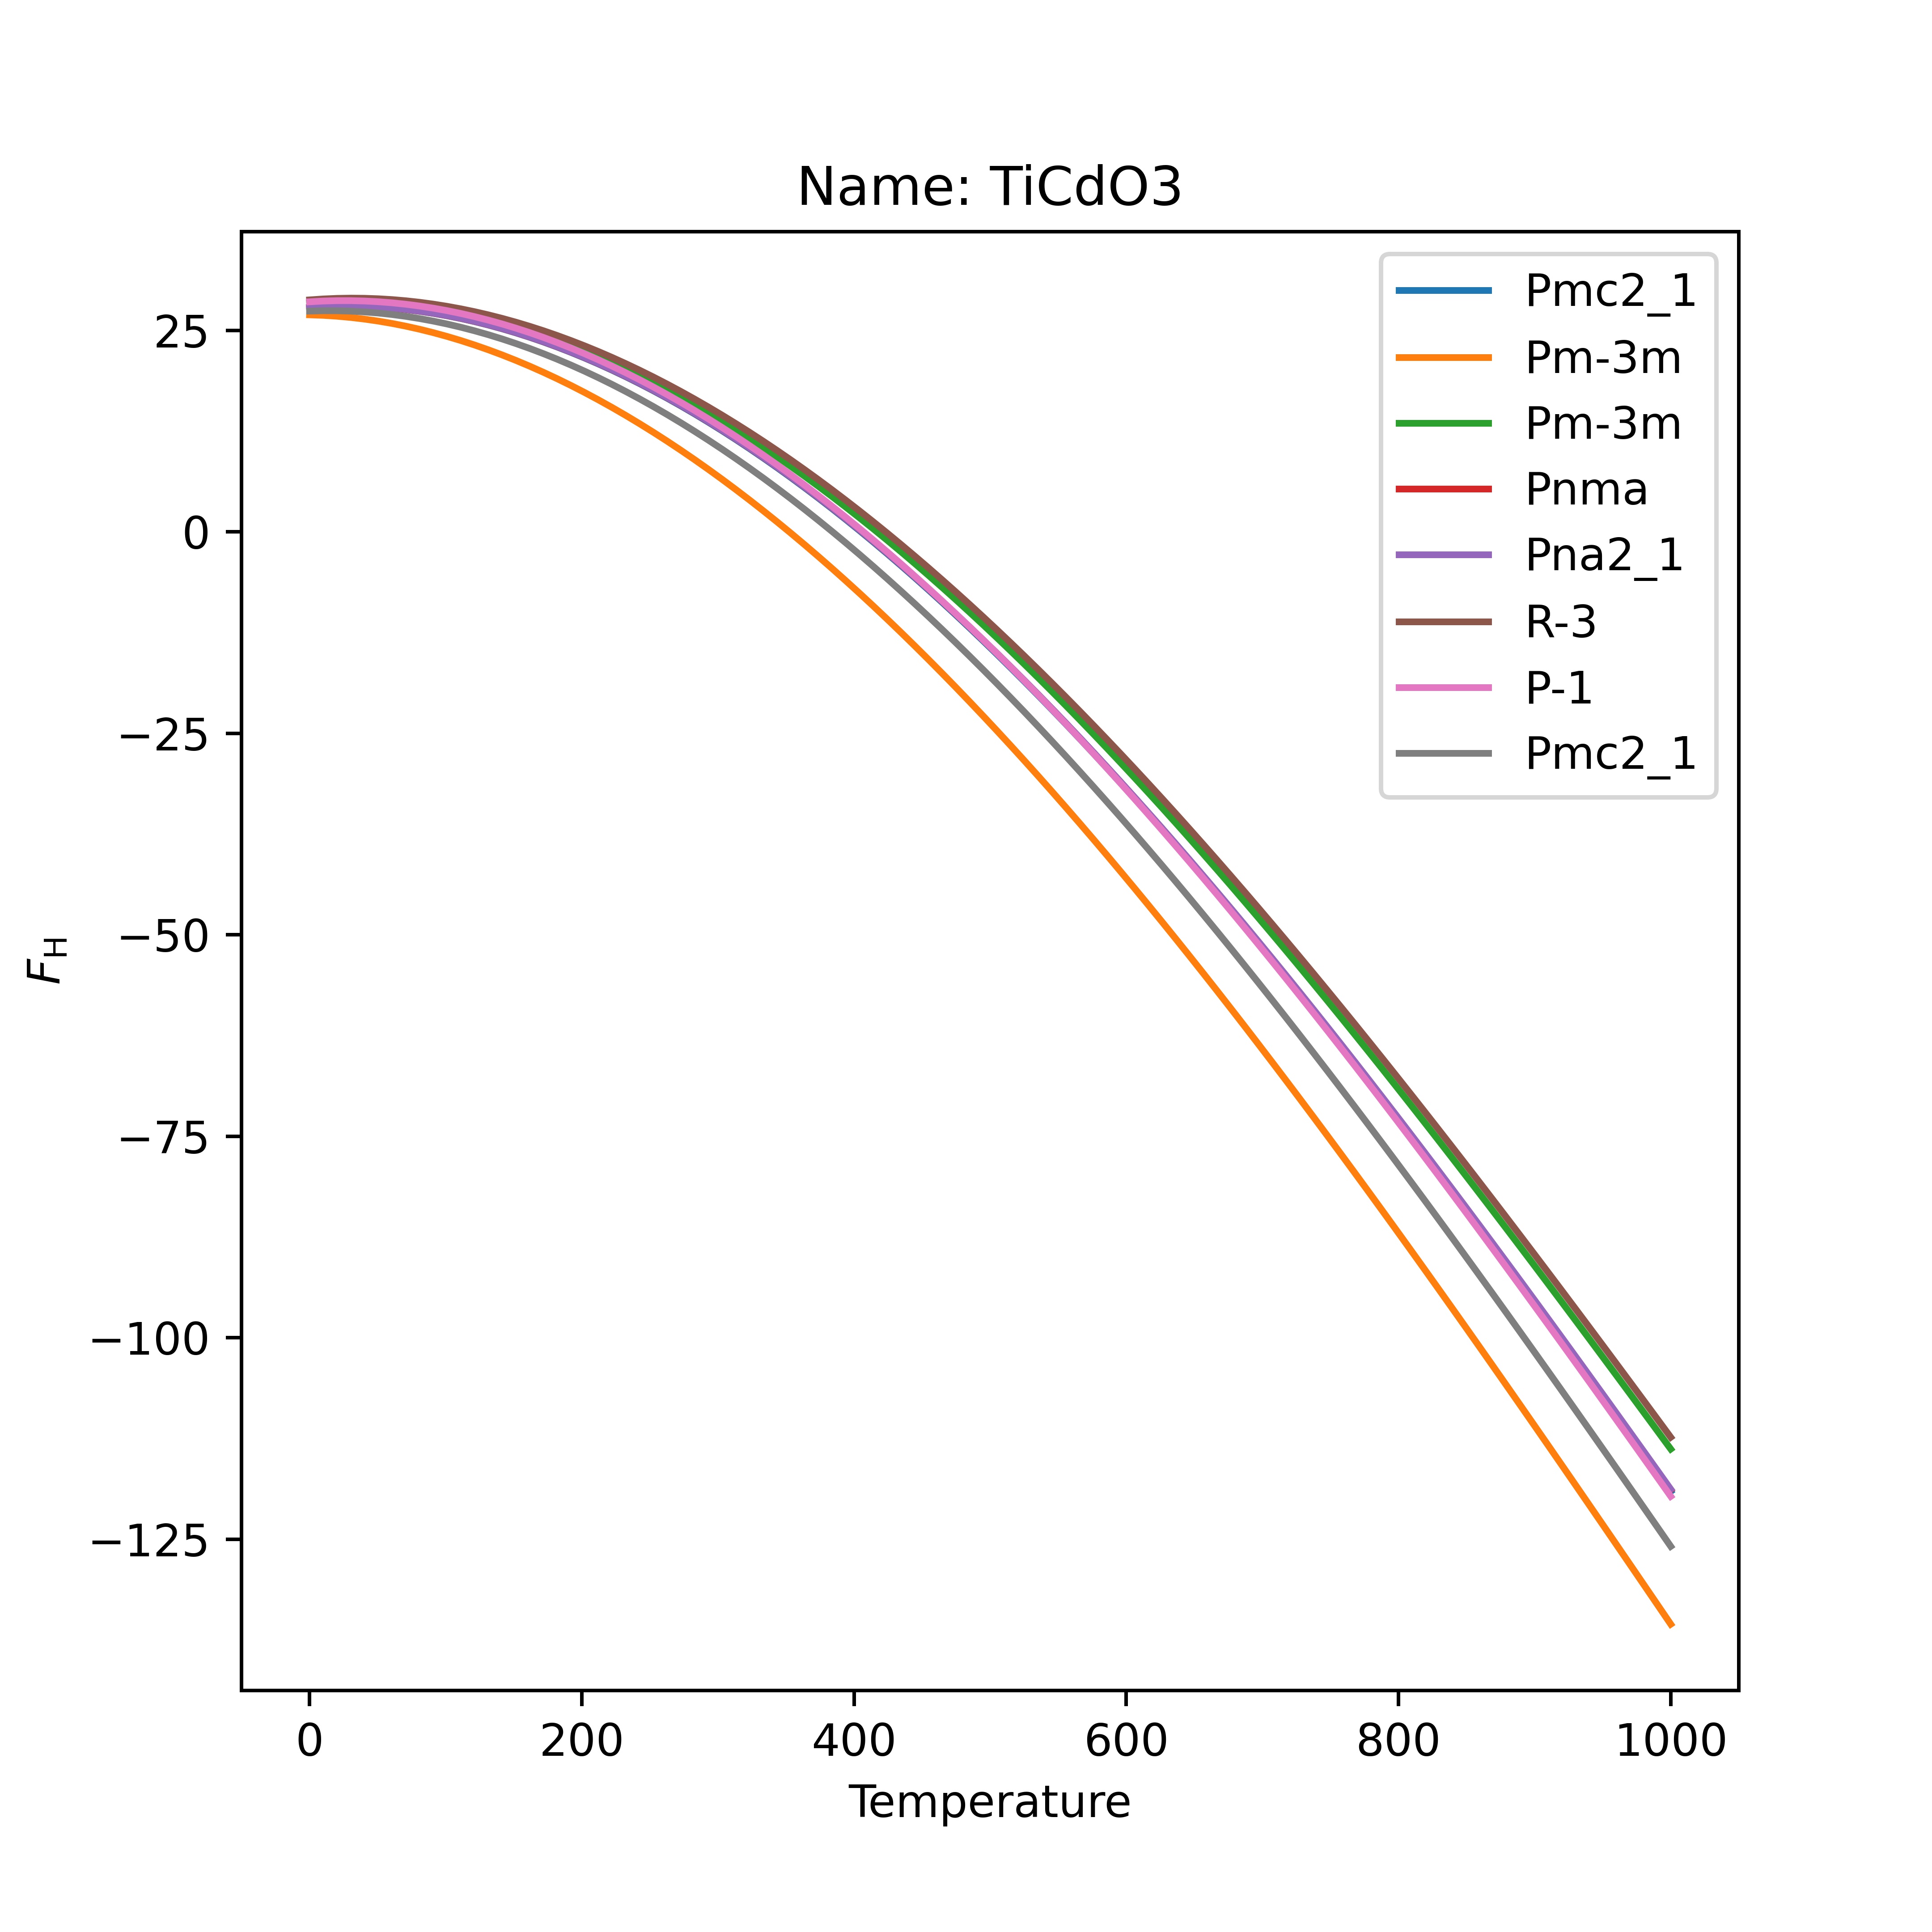 Name: TiCdO3
Pmc2_1
Pm-3m
Pm-3m
Pnma
Pna2_1
R-3
P-1
Pmc2_1
25
0
−25
−50
−75
−100
−125
F_H
0 200 400 600 800 1000
Temperature